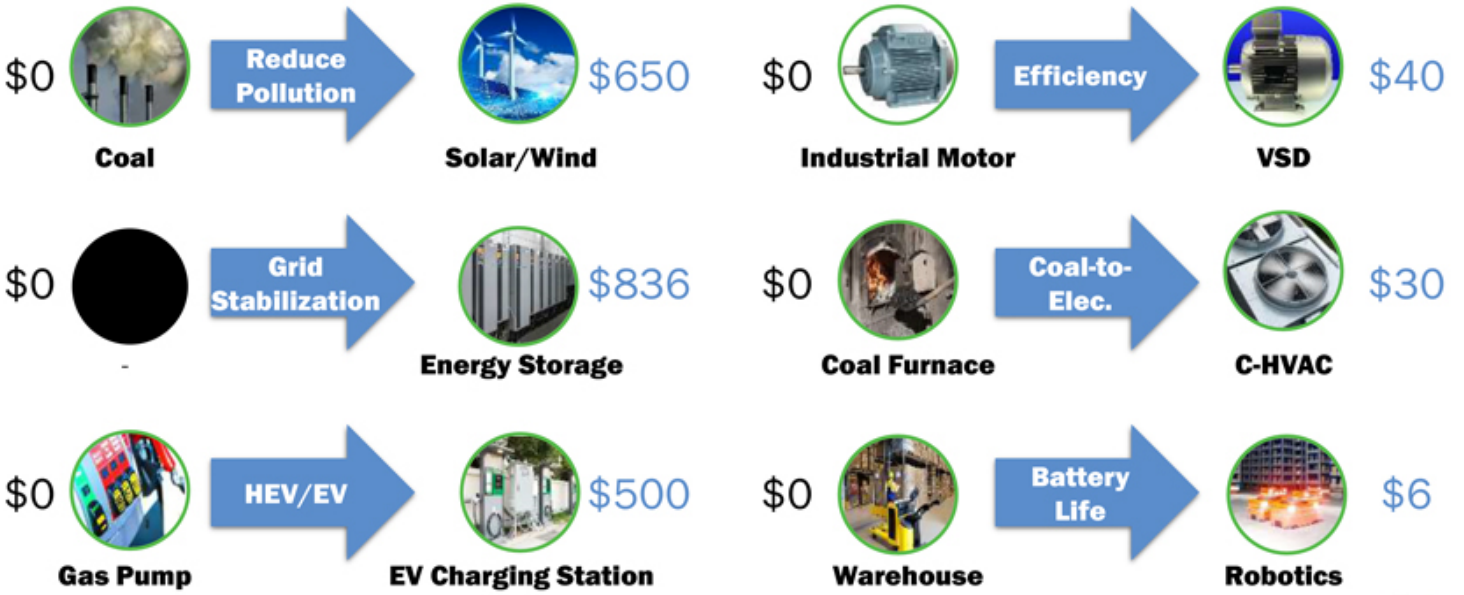 $0
Reduce
Pollution
$650
Coal
Solar/Wind
$0
Efficiency
$40
Industrial Motor
VSD
$0
Grid
Stabilization
$836
-
Energy Storage
$0
Coal-to-
Elec.
$30
Coal Furnace
C-HVAC
$0
HEV/EV
$500
Gas Pump
EV Charging Station
$0
Battery
Life
$6
Warehouse
Robotics